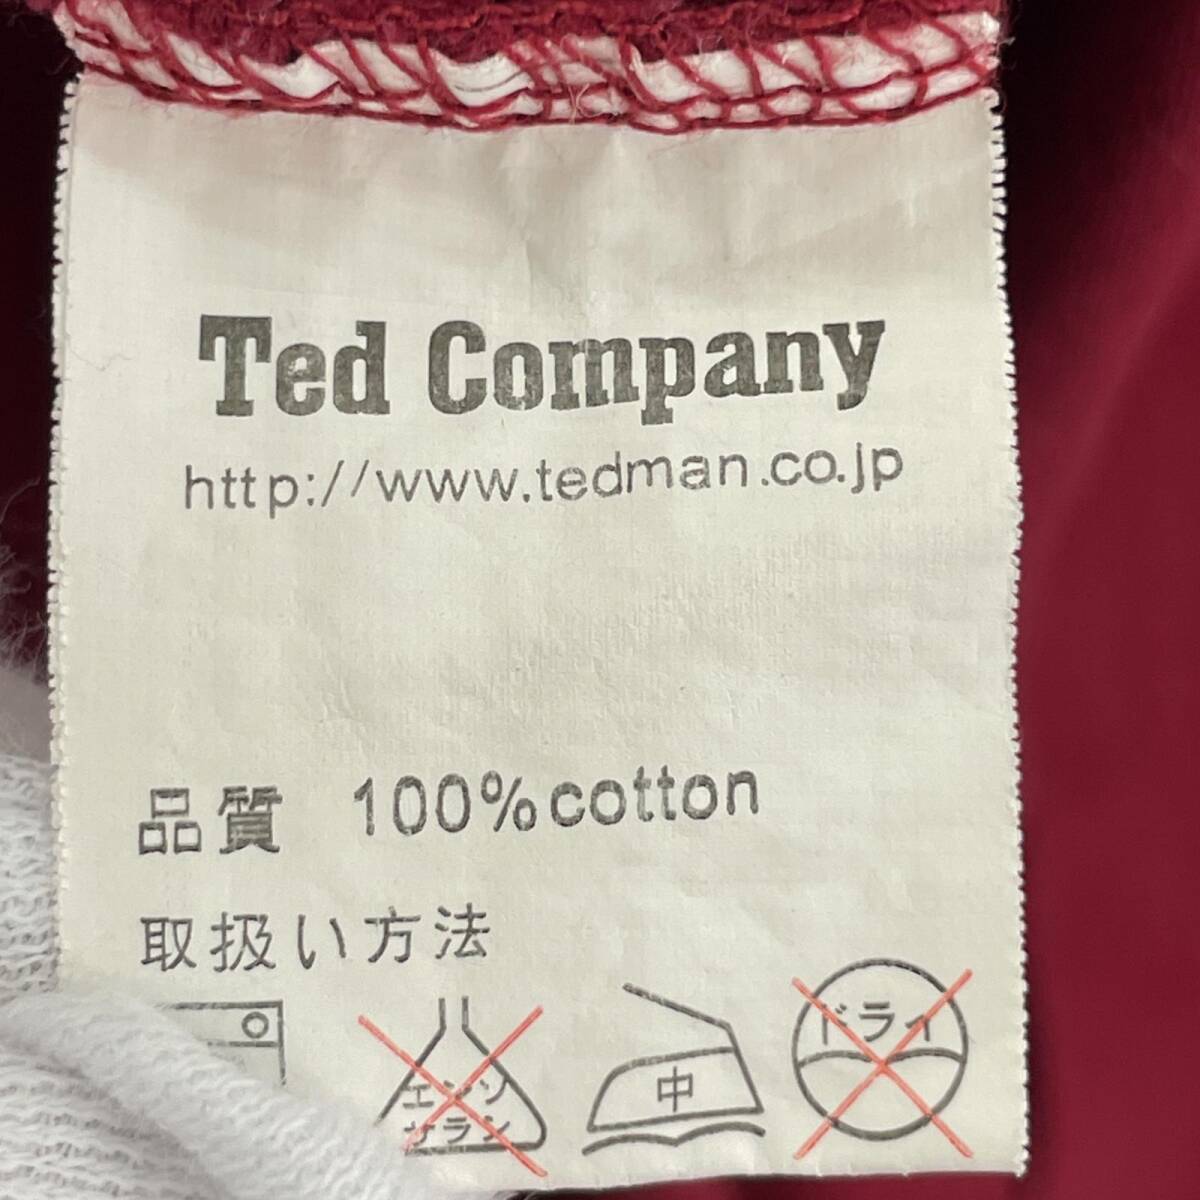 Ted Company
http://www.tedman.co.jp
品質 100%cotton
取扱い方法
エンソ
サラシ
中
ドライ